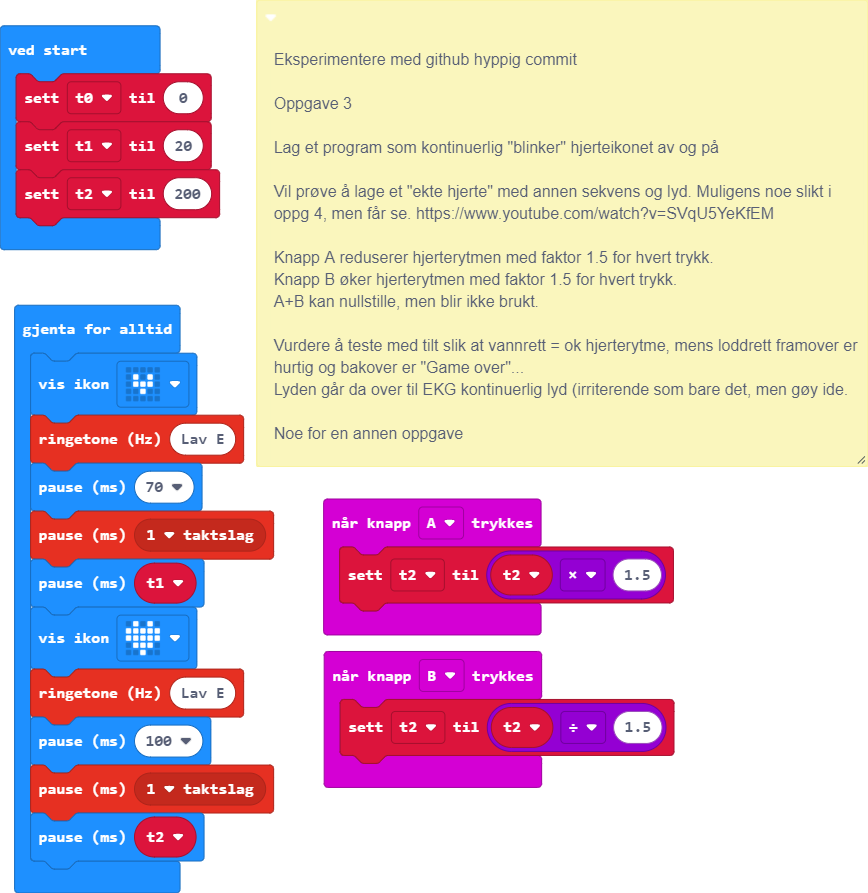 ved start
sett t0 til 0
sett t1 til 20
sett t2 til 200
Eksperimentere med github hyppig commit
Oppgave 3
Lag et program som kontinuerlig "blinker" hjerteikonet av og på
Vil prøve å lage et "ekte hjerte" med annen sekvens og lyd. Muligens noe slikt i
oppg 4, men får se. https://www.youtube.com/watch?v=SVqU5YeKfEM
Knapp A reduserer hjerterytmen med faktor 1.5 for hvert trykk.
Knapp B øker hjerterytmen med faktor 1.5 for hvert trykk.
A+B kan nullstille, men blir ikke brukt.
Vurdere å teste med tilt slik at vannrett = ok hjerterytme, mens loddrett framover er
hurtig og bakover er "Game over"...
Lyden går da over til EKG kontinuerlig lyd (irriterende som bare det, men gøy ide.
Noe for en annen oppgave
gjenta for alltid
vis ikon
ringetone (Hz) Lav E
pause (ms) 70
pause (ms) 1 taktslag
pause (ms) t1
vis ikon
ringetone (Hz) Lav E
pause (ms) 100
pause (ms) 1 taktslag
pause (ms) t2
når knapp A trykkes
sett t2 til t2 × 1.5
når knapp B trykkes
sett t2 til t2 ÷ 1.5